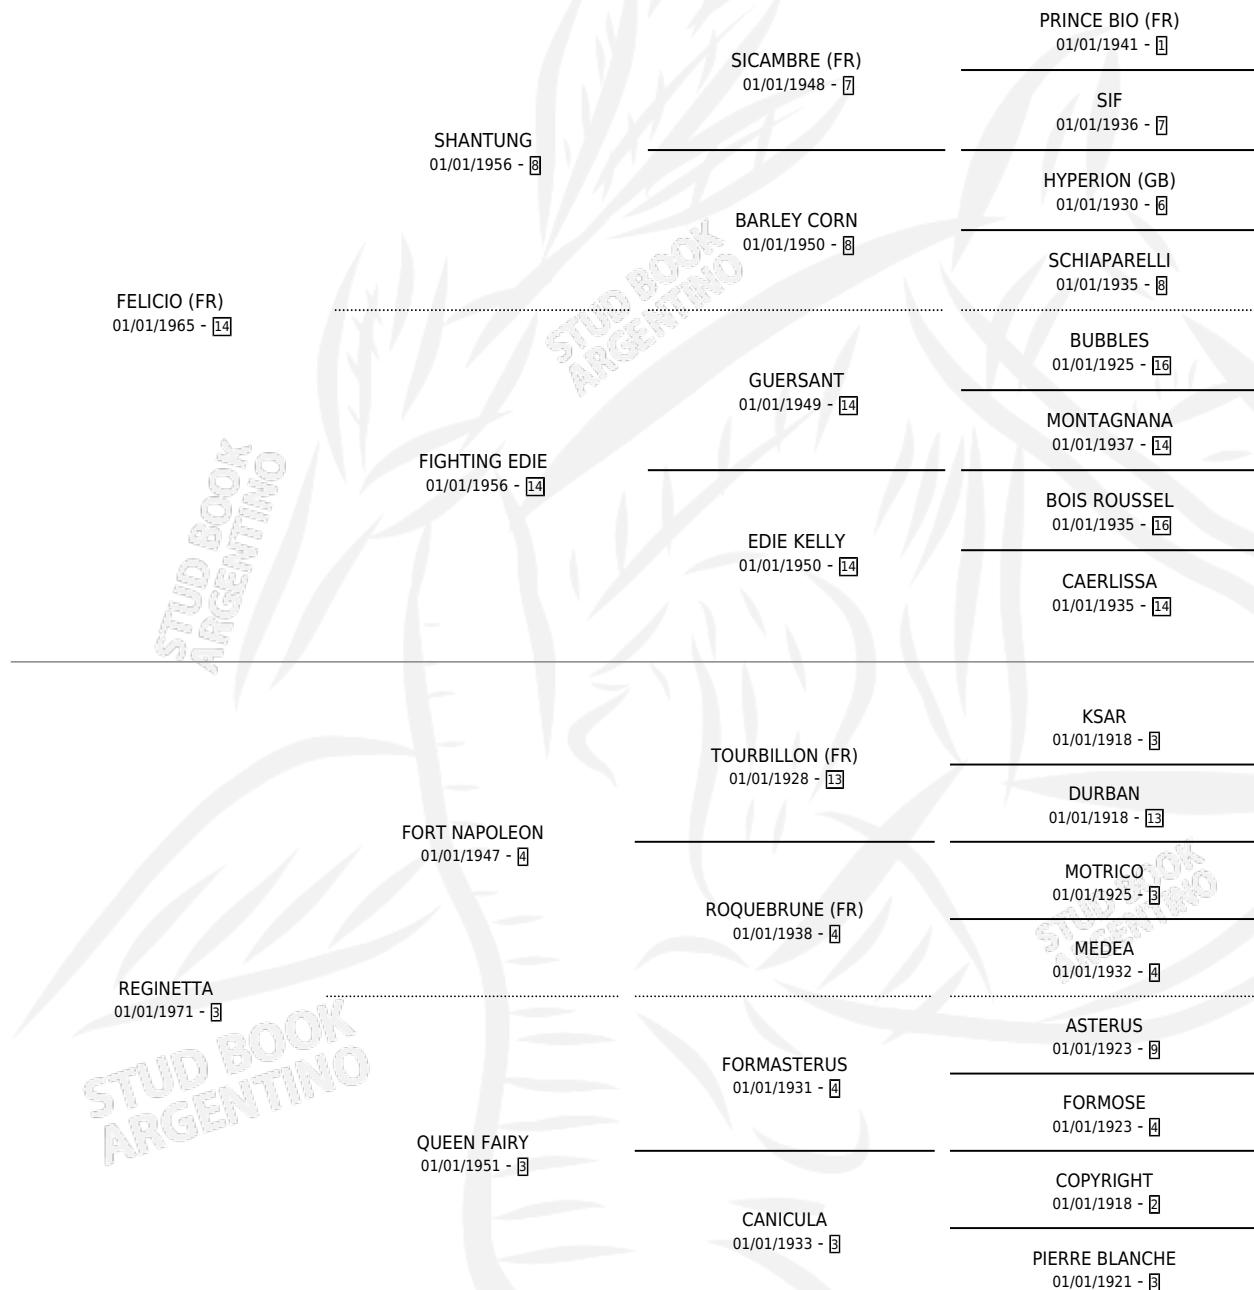 PRINCE BIO (FR)
01/01/1941 - 1
SICAMBRE (FR)
01/01/1948 - 7
SIF
01/01/1936 - 7
SHANTUNG
01/01/1956 - 8
HYPERION (GB)
01/01/1930 - 6
BARLEY CORN
01/01/1950 - 8
SCHIAPARELLI
01/01/1935 - 8
FELICIO (FR)
01/01/1965 - 14
BUBBLES
01/01/1925 - 16
GUERSANT
01/01/1949 - 14
MONTAGNANA
01/01/1937 - 14
FIGHTING EDIE
01/01/1956 - 14
BOIS ROUSSEL
01/01/1935 - 16
EDIE KELLY
01/01/1950 - 14
CAERLISSA
01/01/1935 - 14
KSAR
01/01/1918 - 3
TOURBILLON (FR)
01/01/1928 - 13
DURBAN
01/01/1918 - 13
FORT NAPOLEON
01/01/1947 - 4
MOTRICO
01/01/1925 - 3
ROQUEBRUNE (FR)
01/01/1938 - 4
MEDEA
01/01/1932 - 4
REGINETTA
01/01/1971 - 3
ASTERUS
01/01/1923 - 9
FORMASTERUS
01/01/1931 - 4
FORMOSE
01/01/1923 - 4
QUEEN FAIRY
01/01/1951 - 3
COPYRIGHT
01/01/1918 - 2
CANICULA
01/01/1933 - 3
PIERRE BLANCHE
01/01/1921 - 3
STUD BOOK
ARGENTINO
STUD BOOK
ARGENTINO
STUD BOOK
ARGENTINO
STUD BOOK
ARGENTINO